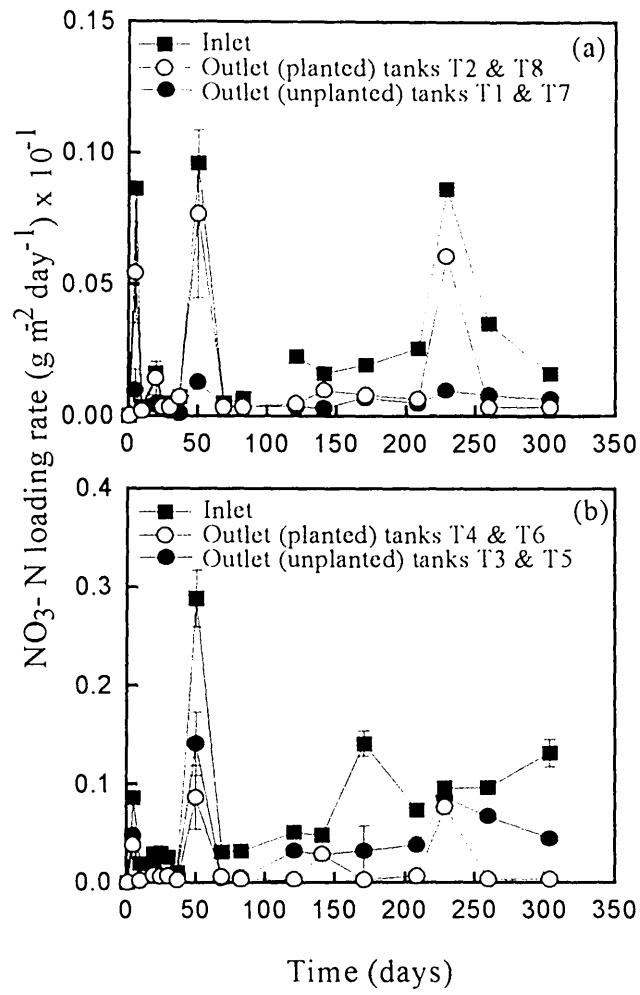 NO3- N loading rate (g m-2 day-1) x 10-1
0.15
0.10
0.05
0.00
(a)
Inlet
Outlet (planted) tanks T2 & T8
Outlet (unplanted) tanks T1 & T7
0 50 100 150 200 250 300 350
0.4
0.3
0.2
0.1
0.0
(b)
Inlet
Outlet (planted) tanks T4 & T6
Outlet (unplanted) tanks T3 & T5
0 50 100 150 200 250 300 350
Time (days)